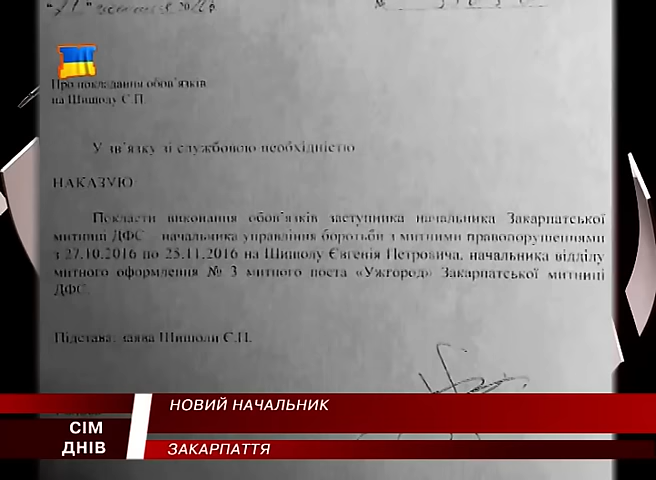 Про покладання обов'язків
на Шишолу Є.П.
У зв'язку зі службовою необхідністю
НАКАЗУЮ
Покласти виконання обов'язків заступника начальника Закарпатської
митниці ДФС – начальника управління боротьби з митними правопорушеннями
з 27.10.2016 по 25.11.2016 на Шишолу Євгенія Петровича, начальника відділу
митного оформлення № 3 митного поста «Ужгород» Закарпатської митниці
ДФС.
Підстава: заява Шишоли Є.П.
НОВИЙ НАЧАЛЬНИК
СІМ
ДНІВ
ЗАКАРПАТТЯ